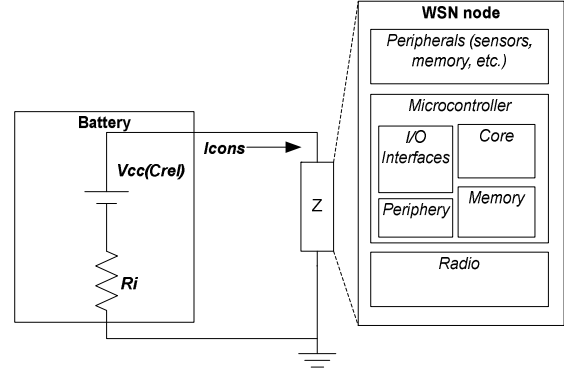 WSN node
Peripherals (sensors,
memory, etc.)
Battery
Microcontroller
Icons
I/O
Interfaces
Core
Vcc(Crel)
Z
Periphery
Memory
Ri
Radio